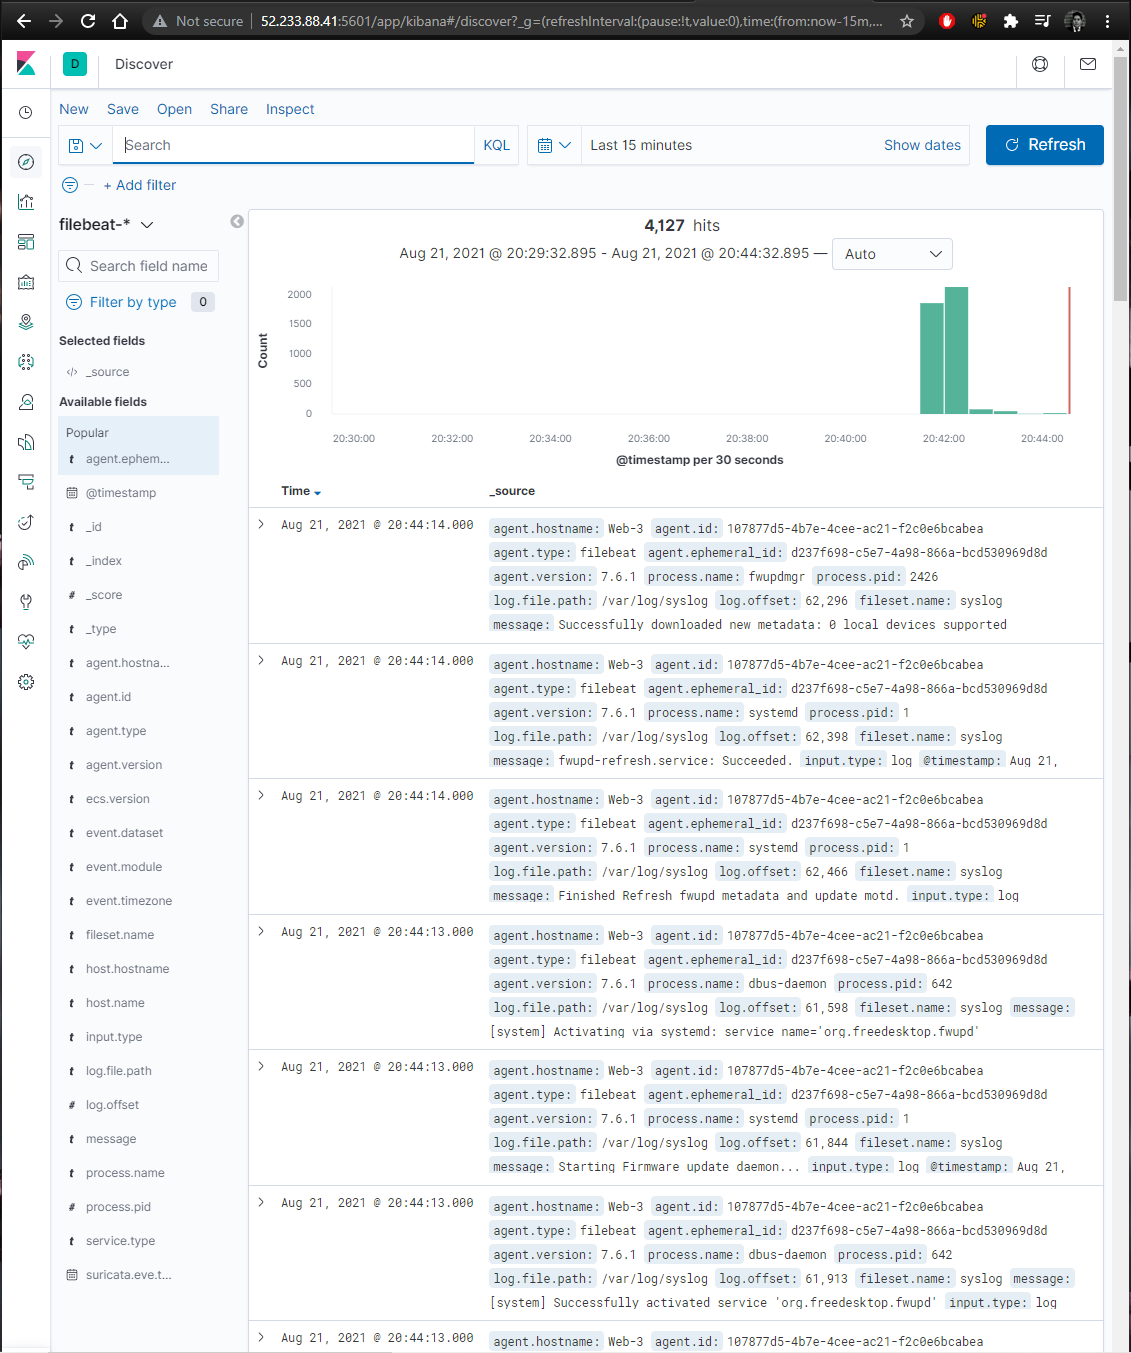 Not secure 52.233.88.41:5601/app/kibana#/discover?_g=(refreshInterval:(pause:!t,value:0),time:(from:now-15m,...
D Discover
New Save Open Share Inspect
Search KQL Last 15 minutes Show dates Refresh
+ Add filter
filebeat-*
Search field name
Filter by type 0
Selected fields
</> _source
Available fields
Popular
t agent.ephem...
@timestamp
t _id
t _index
# _score
t _type
t agent.hostna...
t agent.id
t agent.type
t agent.version
t ecs.version
t event.dataset
t event.module
t event.timezone
t fileset.name
t host.hostname
t host.name
t input.type
t log.file.path
# log.offset
t message
t process.name
# process.pid
t service.type
suricata.eve.t...
4,127 hits
Aug 21, 2021 @ 20:29:32.895 - Aug 21, 2021 @ 20:44:32.895 — Auto
Count
2000
1500
1000
500
0
20:30:00 20:32:00 20:34:00 20:36:00 20:38:00 20:40:00 20:42:00 20:44:00
@timestamp per 30 seconds
Time _source
Aug 21, 2021 @ 20:44:14.000 agent.hostname: Web-3 agent.id: 107877d5-4b7e-4cee-ac21-f2c0e6bcabea
agent.type: filebeat agent.ephemeral_id: d237f698-c5e7-4a98-866a-bcd530969d8d
agent.version: 7.6.1 process.name: fwupdmgr process.pid: 2426
log.file.path: /var/log/syslog log.offset: 62,296 fileset.name: syslog
message: Successfully downloaded new metadata: 0 local devices supported
Aug 21, 2021 @ 20:44:14.000 agent.hostname: Web-3 agent.id: 107877d5-4b7e-4cee-ac21-f2c0e6bcabea
agent.type: filebeat agent.ephemeral_id: d237f698-c5e7-4a98-866a-bcd530969d8d
agent.version: 7.6.1 process.name: systemd process.pid: 1
log.file.path: /var/log/syslog log.offset: 62,398 fileset.name: syslog
message: fwupd-refresh.service: Succeeded. input.type: log @timestamp: Aug 21,
Aug 21, 2021 @ 20:44:14.000 agent.hostname: Web-3 agent.id: 107877d5-4b7e-4cee-ac21-f2c0e6bcabea
agent.type: filebeat agent.ephemeral_id: d237f698-c5e7-4a98-866a-bcd530969d8d
agent.version: 7.6.1 process.name: systemd process.pid: 1
log.file.path: /var/log/syslog log.offset: 62,466 fileset.name: syslog
message: Finished Refresh fwupd metadata and update motd. input.type: log
Aug 21, 2021 @ 20:44:13.000 agent.hostname: Web-3 agent.id: 107877d5-4b7e-4cee-ac21-f2c0e6bcabea
agent.type: filebeat agent.ephemeral_id: d237f698-c5e7-4a98-866a-bcd530969d8d
agent.version: 7.6.1 process.name: dbus-daemon process.pid: 642
log.file.path: /var/log/syslog log.offset: 61,598 fileset.name: syslog message:
[system] Activating via systemd: service name='org.freedesktop.fwupd'
Aug 21, 2021 @ 20:44:13.000 agent.hostname: Web-3 agent.id: 107877d5-4b7e-4cee-ac21-f2c0e6bcabea
agent.type: filebeat agent.ephemeral_id: d237f698-c5e7-4a98-866a-bcd530969d8d
agent.version: 7.6.1 process.name: systemd process.pid: 1
log.file.path: /var/log/syslog log.offset: 61,844 fileset.name: syslog
message: Starting Firmware update daemon... input.type: log @timestamp: Aug 21,
Aug 21, 2021 @ 20:44:13.000 agent.hostname: Web-3 agent.id: 107877d5-4b7e-4cee-ac21-f2c0e6bcabea
agent.type: filebeat agent.ephemeral_id: d237f698-c5e7-4a98-866a-bcd530969d8d
agent.version: 7.6.1 process.name: dbus-daemon process.pid: 642
log.file.path: /var/log/syslog log.offset: 61,913 fileset.name: syslog message:
[system] Successfully activated service 'org.freedesktop.fwupd' input.type: log
Aug 21, 2021 @ 20:44:13.000 agent.hostname: Web-3 agent.id: 107877d5-4b7e-4cee-ac21-f2c0e6bcabea